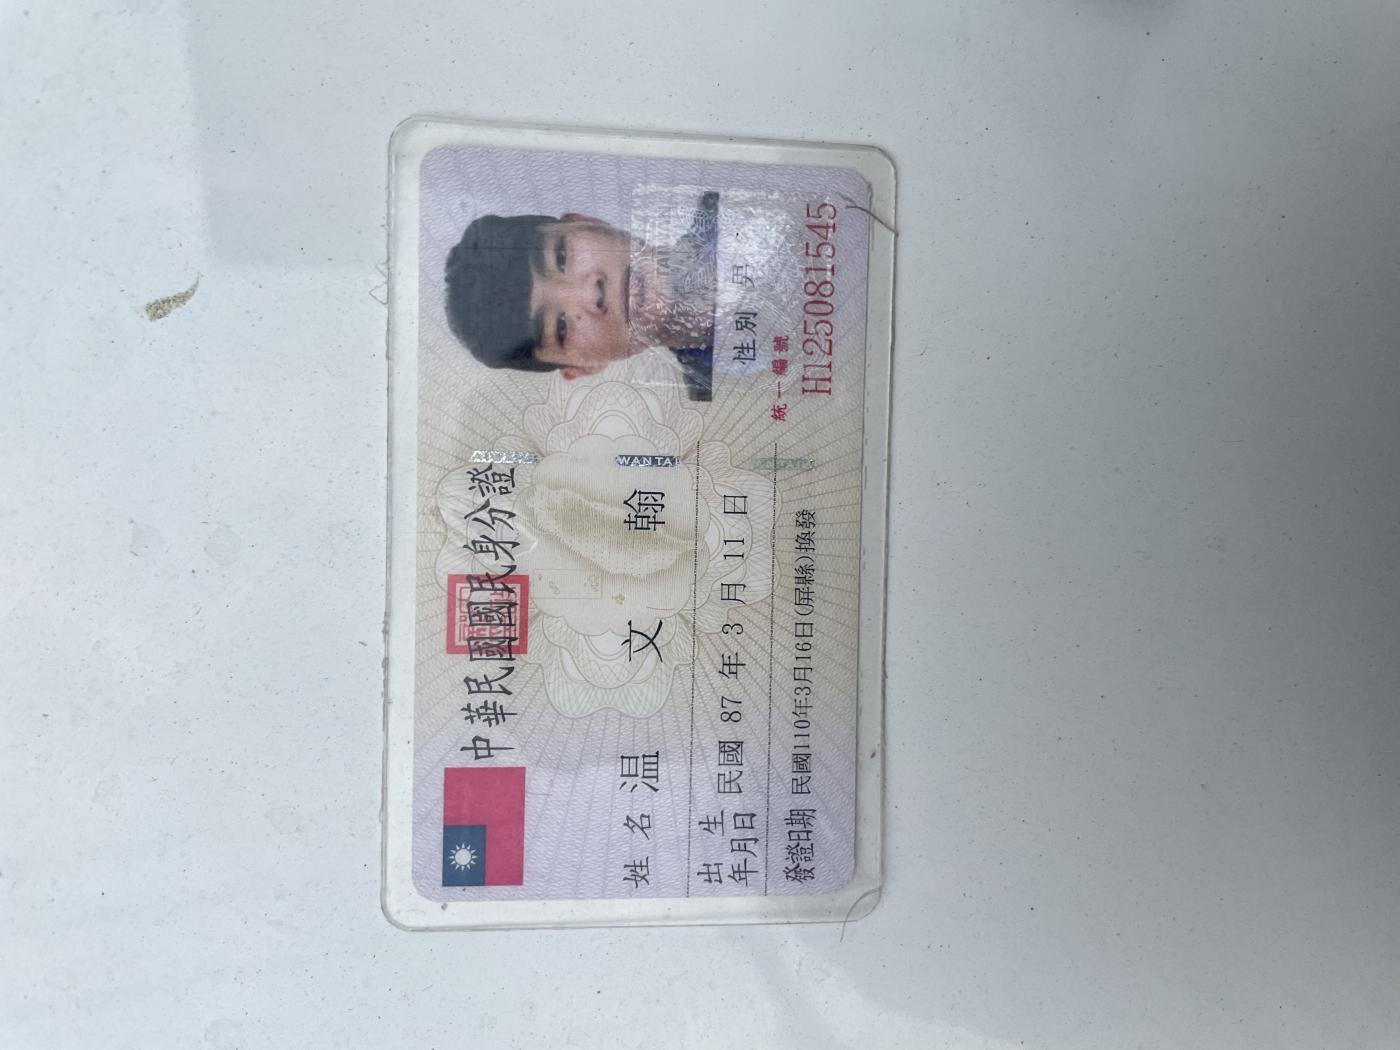 中華民國國民身分證
姓名 温文翰
出生年月日 民國 87 年 3 月 11 日
性別 男
發證日期 民國110年3月16日(屏縣)換發
統一編號
H125081545
WANTA